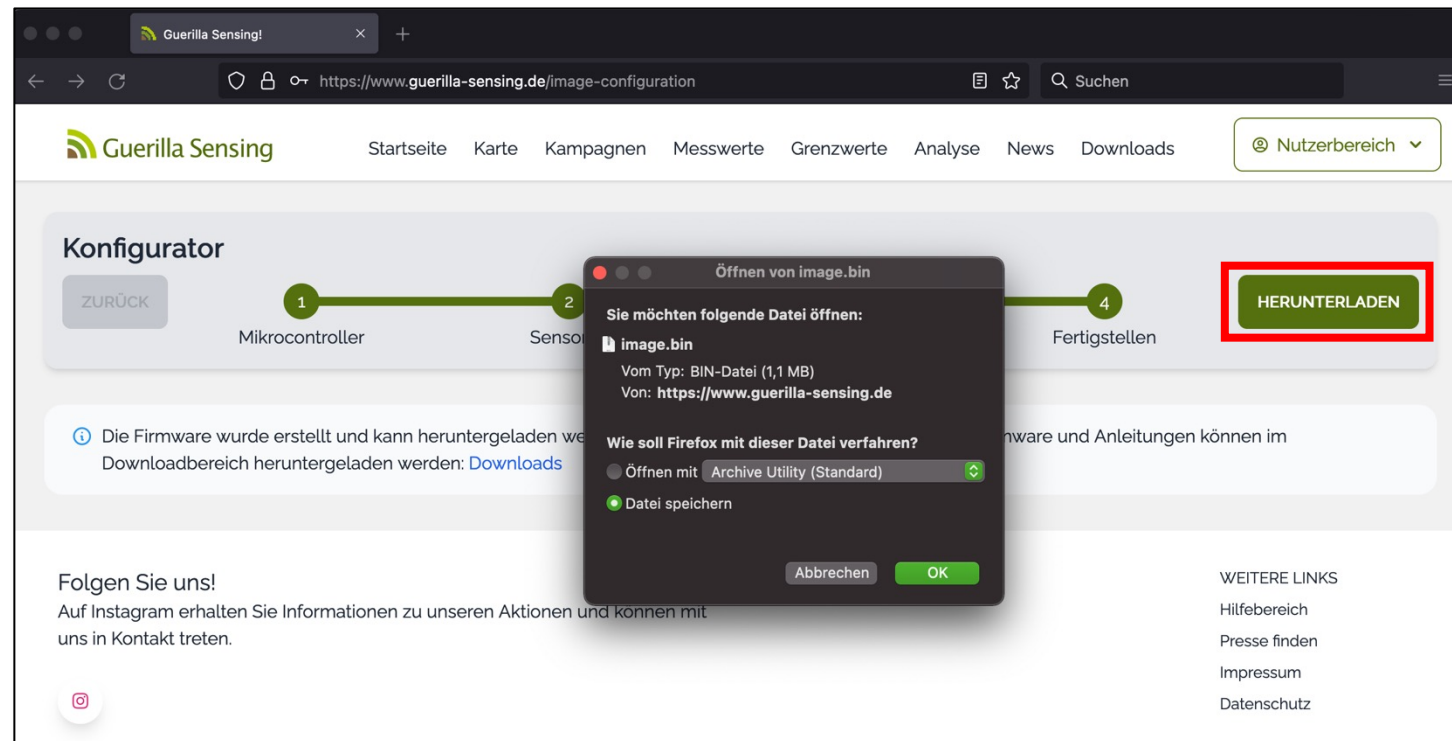 Guerilla Sensing!
https://www.guerilla-sensing.de/image-configuration
Suchen
Guerilla Sensing
Startseite Karte Kampagnen Messwerte Grenzwerte Analyse News Downloads
Nutzerbereich
Konfigurator
ZURÜCK
1
2
4
HERUNTERLADEN
Mikrocontroller
Fertigstellen
Öffnen von image.bin
Sie möchten folgende Datei öffnen:
image.bin
Vom Typ: BIN-Datei (1,1 MB)
Von: https://www.guerilla-sensing.de
Wie soll Firefox mit dieser Datei verfahren?
Öffnen mit Archive Utility (Standard)
Datei speichern
Abbrechen OK
Die Firmware wurde erstellt und kann heruntergeladen und Anleitungen können im
Downloadbereich heruntergeladen werden: Downloads
Folgen Sie uns!
Auf Instagram erhalten Sie Informationen zu unseren Aktionen und können mit
uns in Kontakt treten.
WEITERE LINKS
Hilfebereich
Presse finden
Impressum
Datenschutz